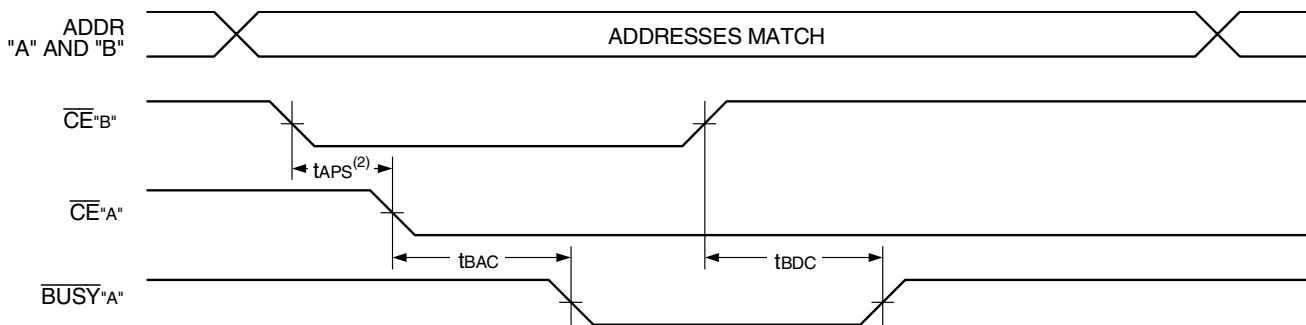 ADDR
"A" AND "B"
ADDRESSES MATCH
CE"B"
tAPS(2)
CE"A"
tBAC
tBDC
BUSY"A"